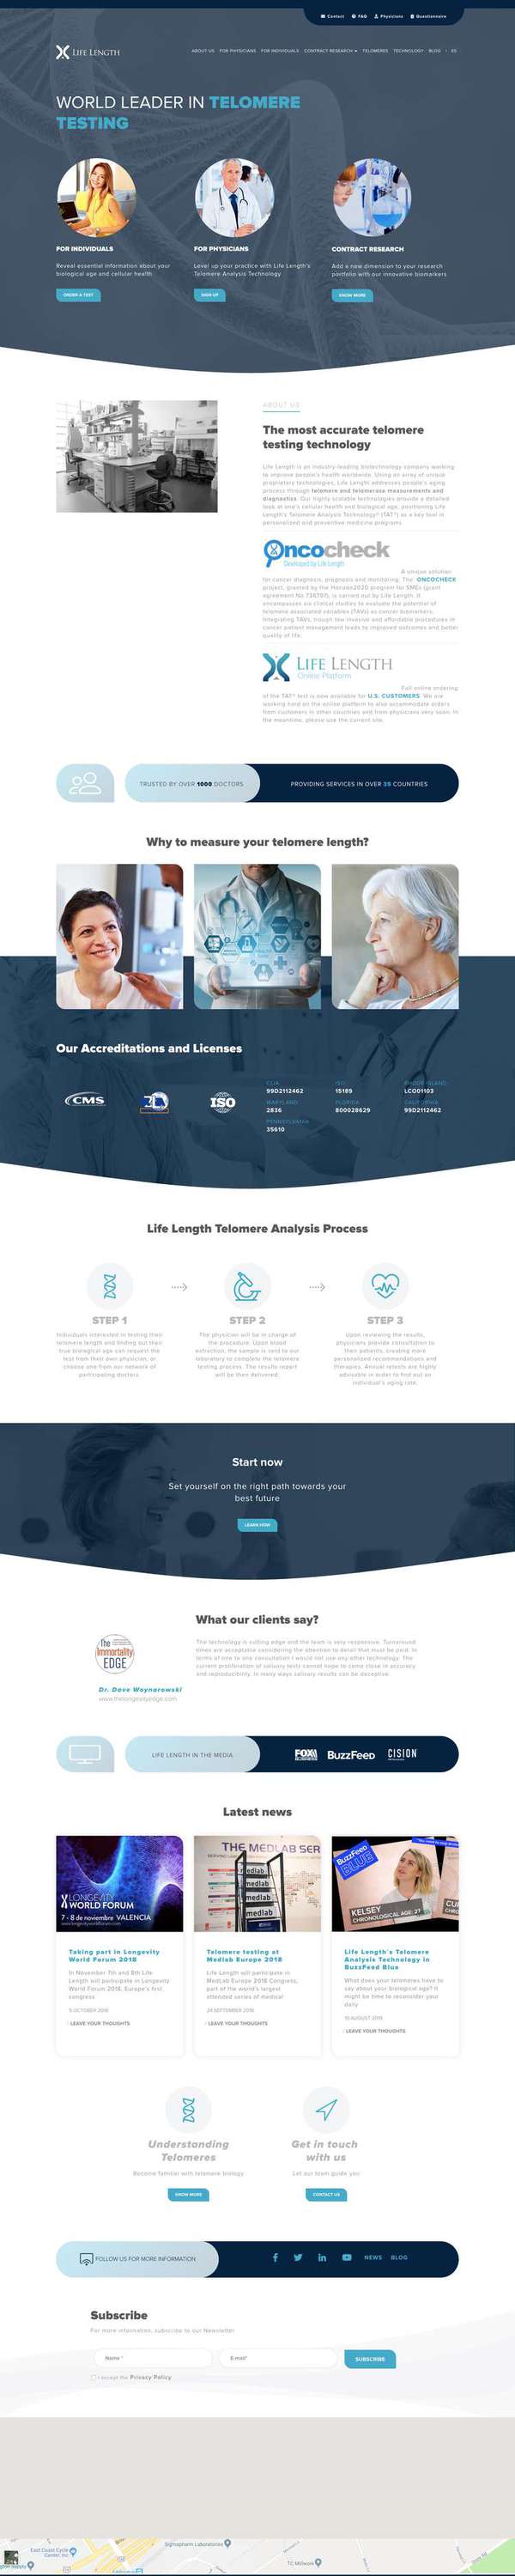 Contact FAQ Physicians Questionnaire
LIFE LENGTH
ABOUT US FOR PHYSICIANS FOR INDIVIDUALS CONTRACT RESEARCH TELOMERES TECHNOLOGY BLOG | ES
WORLD LEADER IN TELOMERE
TESTING
FOR INDIVIDUALS
Reveal essential information about your
biological age and cellular health
ORDER A TEST
FOR PHYSICIANS
Level up your practice with Life Length's
Telomere Analysis Technology
SIGN UP
CONTRACT RESEARCH
Add a new dimension to your research
portfolio with our innovative biomarkers
KNOW MORE
ABOUT US
The most accurate telomere
testing technology
Life Length is an industry-leading biotechnology company working
to improve people's health worldwide. Using an array of unique
proprietary technologies, Life Length addresses people's aging
process through telomere and telomerase measurements and
diagnostics. Our highly scalable technologies provide a detailed
look at one's cellular health and biological age, positioning Life
Length's Telomere Analysis Technology® (TAT®) as a key tool in
personalized and preventive medicine programs.
Oncocheck
Developed by Life Length
A unique solution
for cancer diagnosis, prognosis and monitoring. The ONCOCHECK
project, granted by the Horizon2020 program for SMEs (grant
agreement No 738707), is carried out by Life Length. It
encompasses six clinical studies to evaluate the potential of
telomere associated variables (TAVs) as cancer biomarkers.
Integrating TAVs, trough low invasive and affordable procedures in
cancer patient management leads to improved outcomes and better
quality of life.
LIFE LENGTH
Online Platform
Full online ordering
of the TAT® test is now available for U.S. CUSTOMERS. We are
working hard on the online platform to also accommodate orders
from customers in other countries and from physicians very soon. In
the meantime, please use the current site.
TRUSTED BY OVER 1000 DOCTORS
PROVIDING SERVICES IN OVER 35 COUNTRIES
Why to measure your telomere length?
Our Accreditations and Licenses
CMS
ISO
CLIA
99D2112462
ISO
15189
RHODE ISLAND
LCO01103
MARYLAND
2836
FLORIDA
800028629
CALIFORNIA
99D2112462
PENNSYLVANIA
35610
Life Length Telomere Analysis Process
STEP 1
Individuals interested in testing their
telomere length and finding out their
true biological age can request the
test from their own physician, or
choose one from our network of
participating doctors.
STEP 2
The physician will be in charge of
the procedure. Upon blood
extraction, the sample is send to our
laboratory to complete the telomere
testing process. The results report
will be then delivered.
STEP 3
Upon reviewing the results,
physicians provide consultation to
their patients, creating more
personalized recommendations and
therapies. Annual retests are highly
advisable in order to find out an
individual's aging rate.
Start now
Set yourself on the right path towards your
best future
LEARN HOW
What our clients say?
The Immortality EDGE
The technology is cutting edge and the team is very responsive. Turnaround
times are acceptable considering the attention to detail that must be paid. In
terms of one to one consultation I would not use any other technology. The
current proliferation of salivary tests cannot hope to come close in accuracy
and reproducibility. In many ways salivary results can be deceptive.
Dr. Dave Woynarowski
www.thelongevityedge.com
LIFE LENGTH IN THE MEDIA
FOX BUSINESS
BuzzFeed
CISION
Latest news
LONGEVITY
WORLD FORUM
7 - 8 de noviembre VALENCIA
www.longevityworldforum.com
THE MEDLAB SER
medlab
medlab
medlab
medlab
BuzzFeed
BLUE
KELSEY
CHRONOLOGICAL AGE: 27
Taking part in Longevity
World Forum 2018
In November 7th and 8th Life
Length will participate in Longevity
World Forum 2018, Europe's first
congress
5 OCTOBER 2018
/ LEAVE YOUR THOUGHTS
Telomere testing at
Medlab Europe 2018
Life Length will participate in
Medlab Europe 2018 Congress,
part of the world's largest
attended series of medical
24 SEPTEMBER 2018
/ LEAVE YOUR THOUGHTS
Life Length's Telomere
Analysis Technology in
BuzzFeed Blue
What does your telomeres have to
say about your biological age? It
might be time to reconsider your
daily
10 AUGUST 2018
/ LEAVE YOUR THOUGHTS
Understanding
Telomeres
Become familiar with telomere biology
KNOW MORE
Get in touch
with us
Let our team guide you
CONTACT US
FOLLOW US FOR MORE INFORMATION
NEWS BLOG
Subscribe
For more information, subscribe to our Newsletter
Name *
E-mail*
SUBSCRIBE
I accept the Privacy Policy
Sigmapharm Laboratories
East Coast Cycle
Center, Inc
TC Millwork